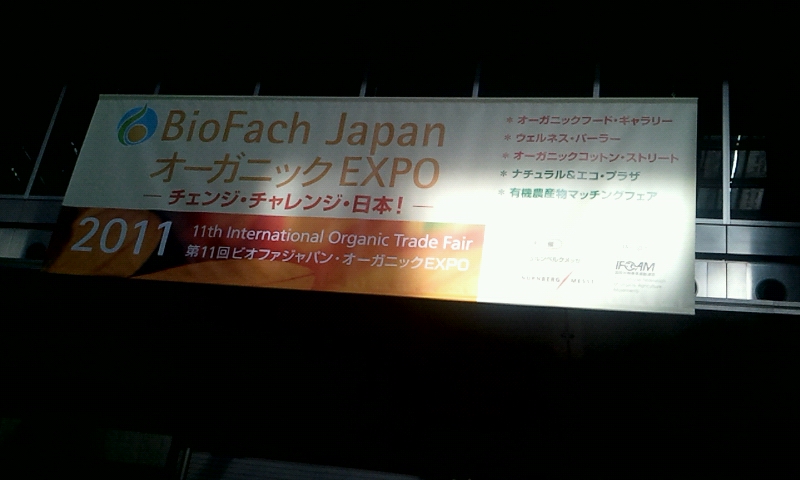 BioFach Japan
オーガニックEXPO
チェンジ・チャレンジ・日本!
2011
11th International Organic Trade Fair
第11回ビオファジャパン・オーガニックEXPO
* オーガニックフード・ギャラリー
* ウェルネス・パーラー
* オーガニックコットン・ストリート
* ナチュラル&エコ・プラザ
* 有機農産物マッチングフェア
NÜRNBERG MESSE
IFOAM